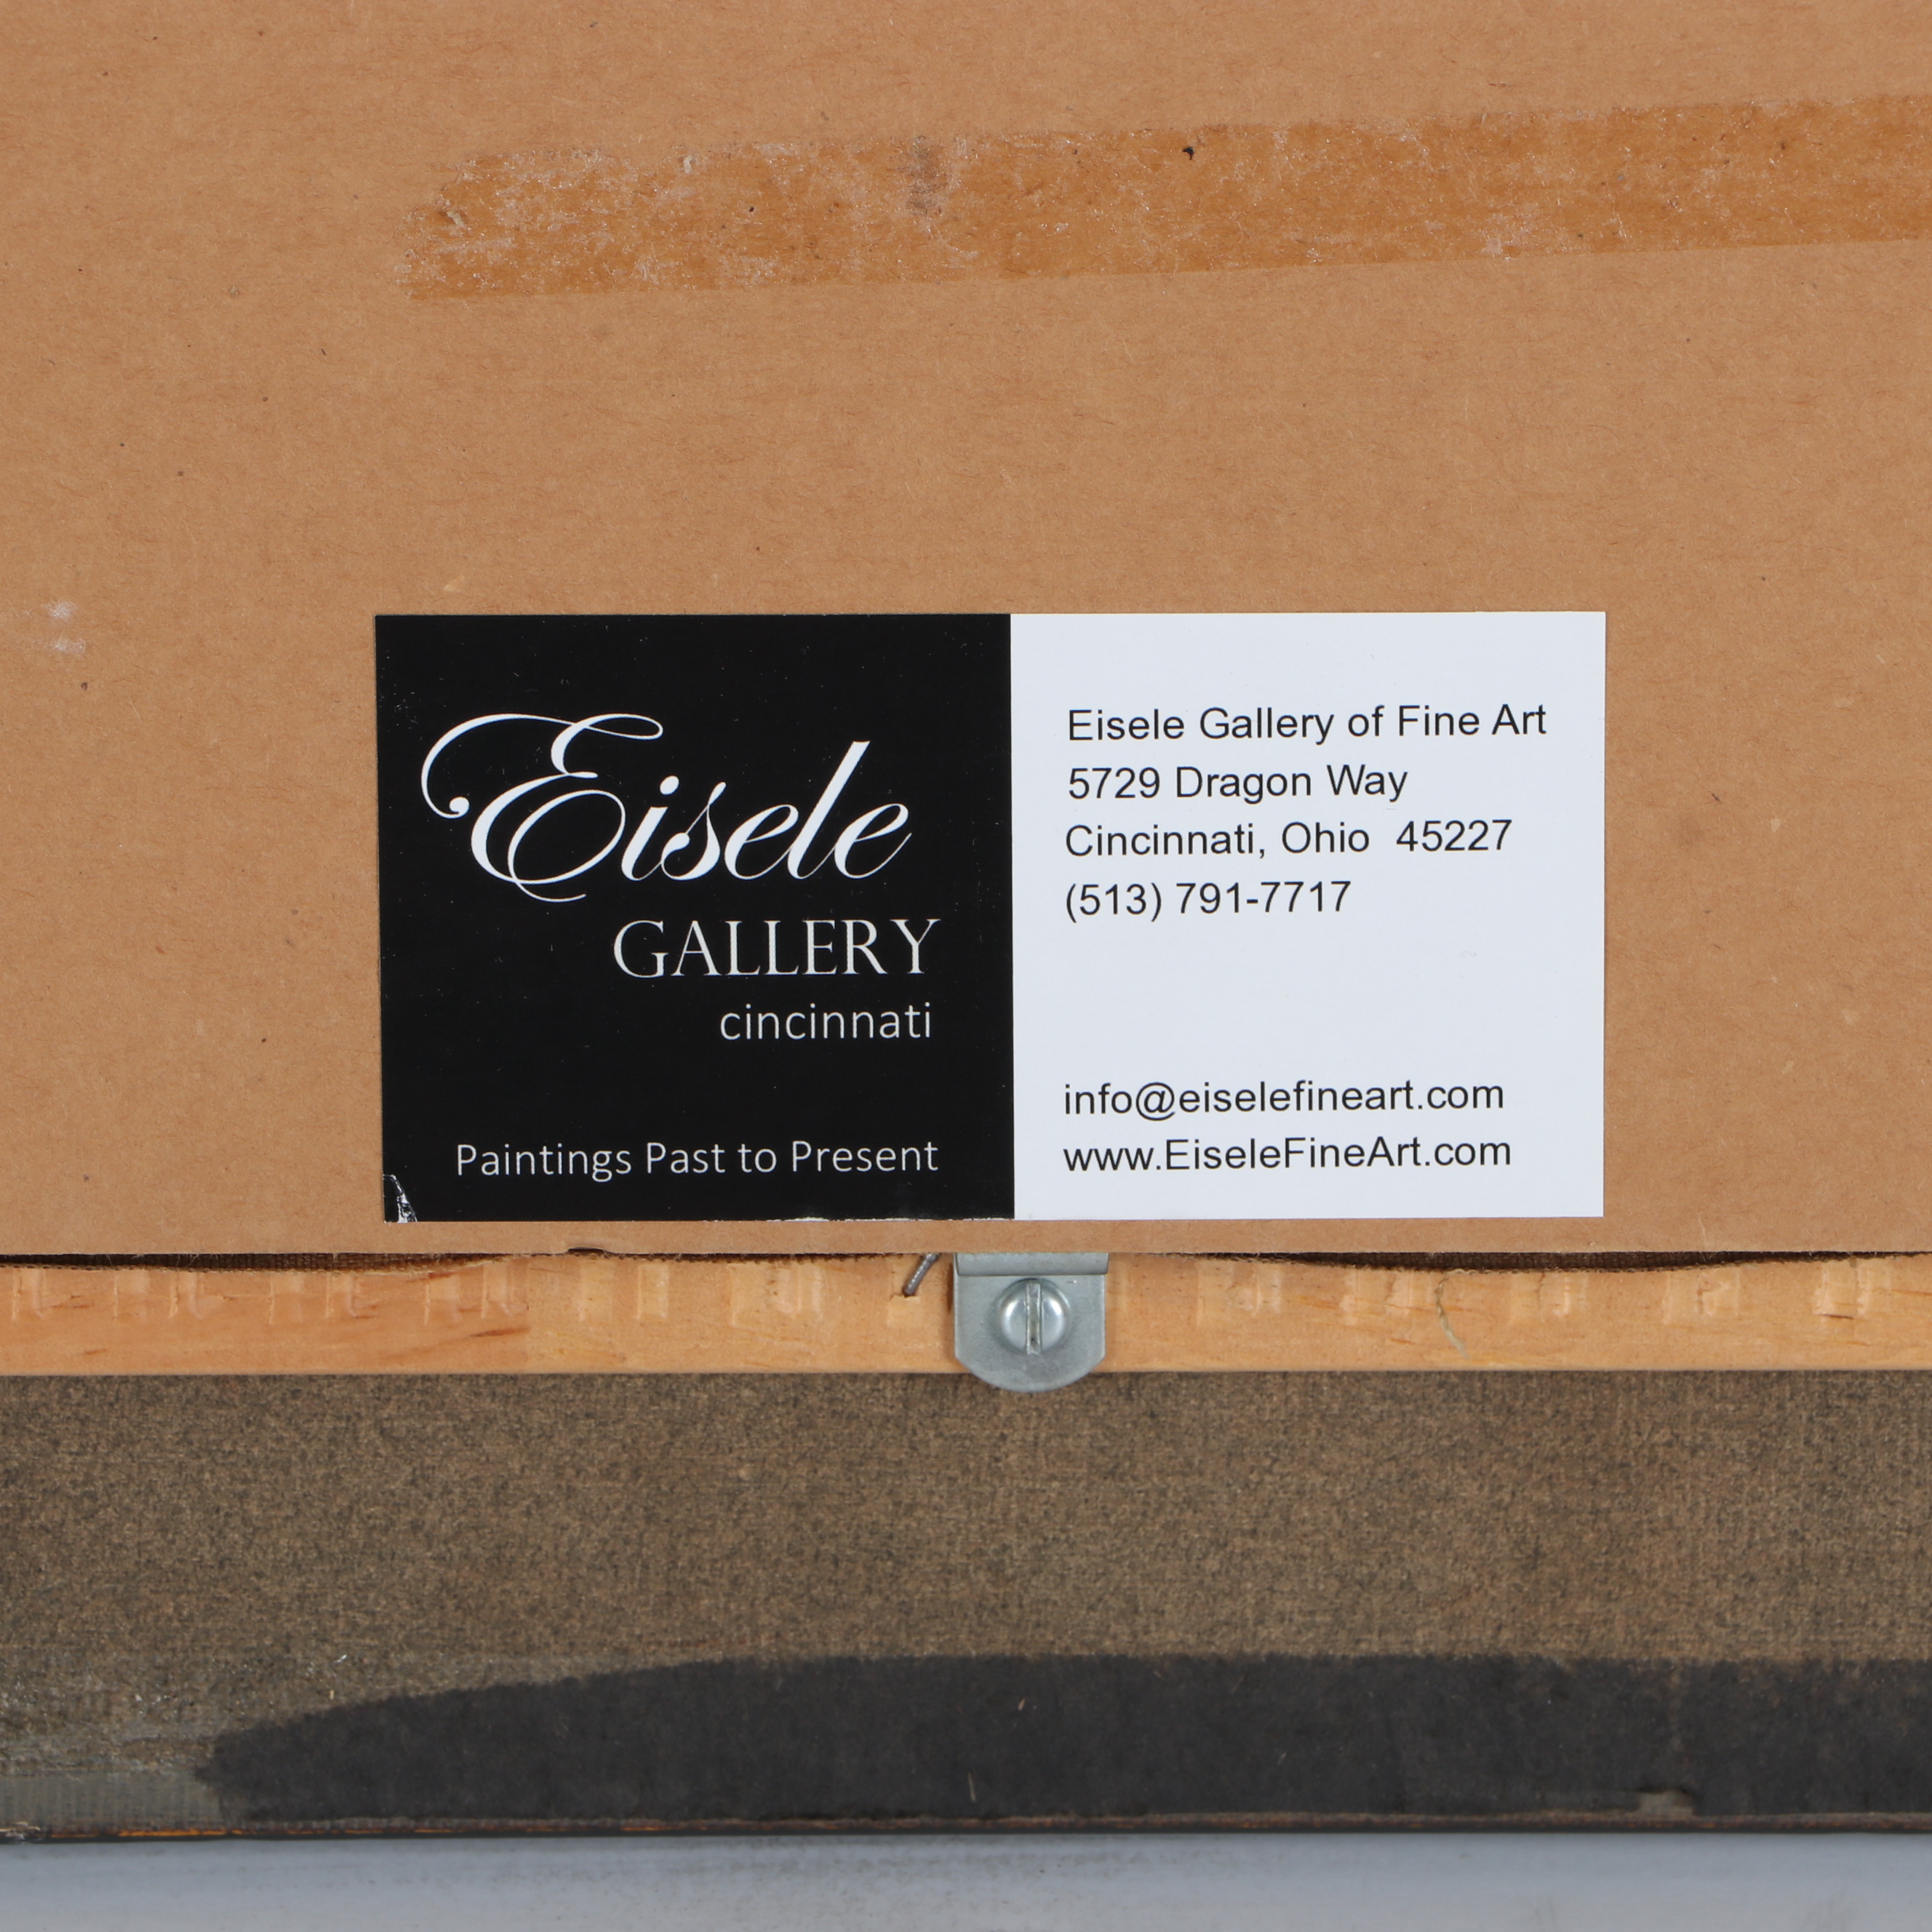 Eisele
GALLERY
cincinnati
Paintings Past to Present
Eisele Gallery of Fine Art
5729 Dragon Way
Cincinnati, Ohio  45227
(513) 791-7717
info@eiselefineart.com
www.EiseleFineArt.com